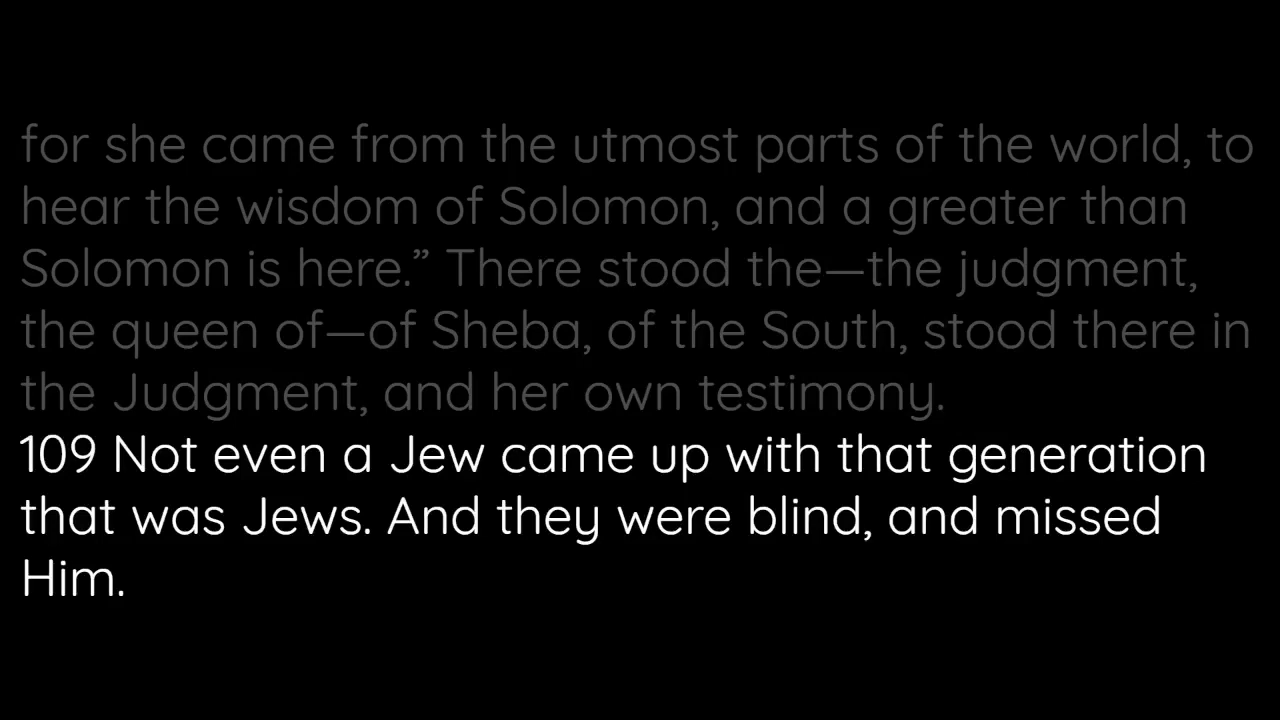 for she came from the utmost parts of the world, to
hear the wisdom of Solomon, and a greater than
Solomon is here.” There stood the—the judgment,
the queen of—of Sheba, of the South, stood there in
the Judgment, and her own testimony.
109 Not even a Jew came up with that generation
that was Jews. And they were blind, and missed
Him.